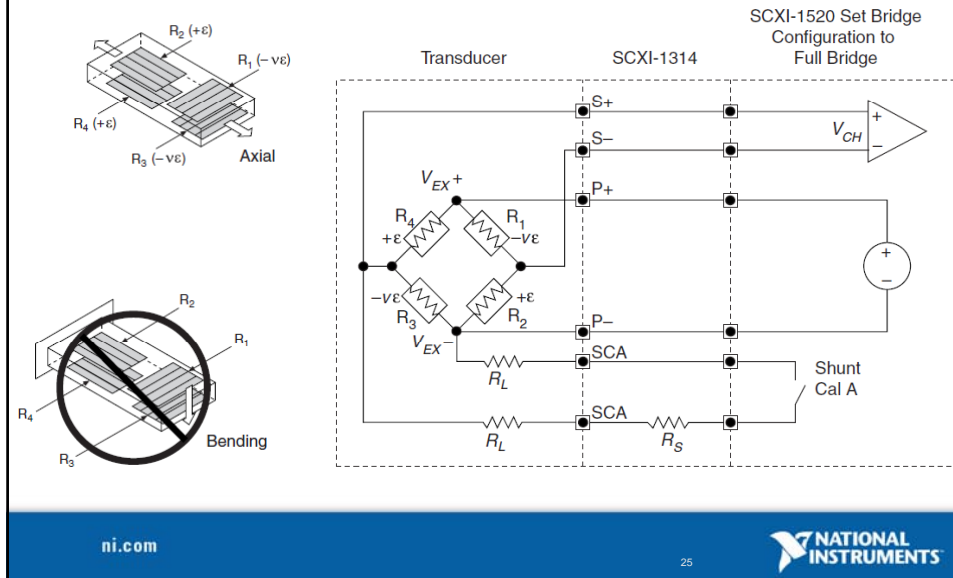 SCXI-1520 Set Bridge
Configuration to
Full Bridge
Transducer
SCXI-1314
R2 (+ε)
R1 (−νε)
R4 (+ε)
R3 (−νε)
Axial
S+
S−
P+
P−
SCA
SCA
VCH
+
−
VEX+
R4
+ε
R1
−νε
−νε
R3
+ε
R2
VEX−
+
−
RL
RL
RS
Shunt
Cal A
R2
R1
R4
R3
Bending
ni.com
25
NATIONAL
INSTRUMENTS™